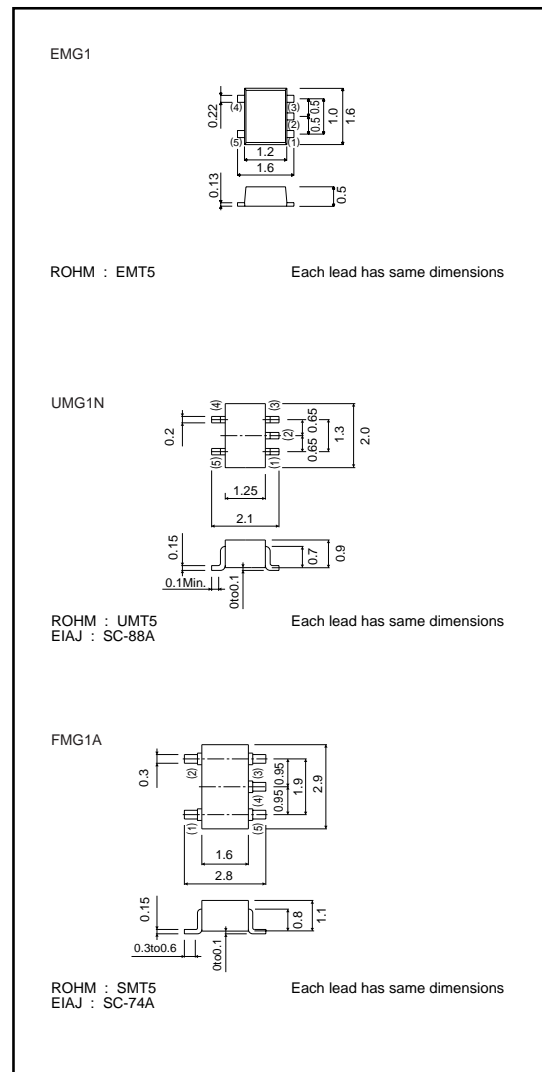 EMG1
0.22
(4)
(3)
(2)
(5)
(1)
0.5
0.5
1.0
1.6
1.2
1.6
0.13
0.5
ROHM : EMT5
Each lead has same dimensions
UMG1N
(4)
(3)
0.2
(2)
(5)
(1)
0.65
0.65
1.3
2.0
1.25
2.1
0.15
0.1Min.
0to0.1
0.7
0.9
ROHM : UMT5
Each lead has same dimensions
EIAJ : SC-88A
FMG1A
0.3
(2)
(3)
(4)
(1)
(5)
0.95
0.95
1.9
2.9
1.6
2.8
0.15
0.3to0.6
0to0.1
0.8
1.1
ROHM : SMT5
Each lead has same dimensions
EIAJ : SC-74A